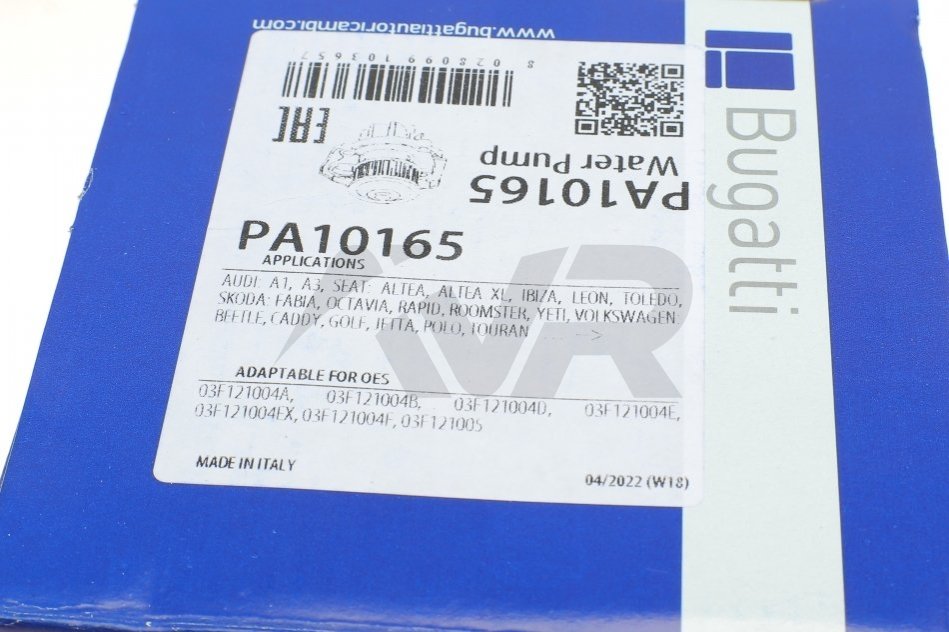 www.bugattiautoricambi.com
Bugatti
8 028099 103657
EAC
Water Pump
PA10165
PA10165
APPLICATIONS
AUDI: A1, A3, SEAT: ALTEA, ALTEA XL, IBIZA, LEON, TOLEDO,
SKODA: FABIA, OCTAVIA, RAPID, ROOMSTER, YETI, VOLKSWAGEN:
BEETLE, CADDY, GOLF, JETTA, POLO, TOURAN ... -->
ADAPTABLE FOR OES
03F121004A, 03F121004B, 03F121004D, 03F121004E,
03F121004EX, 03F121004F, 03F121005
MADE IN ITALY
04/2022 (W18)